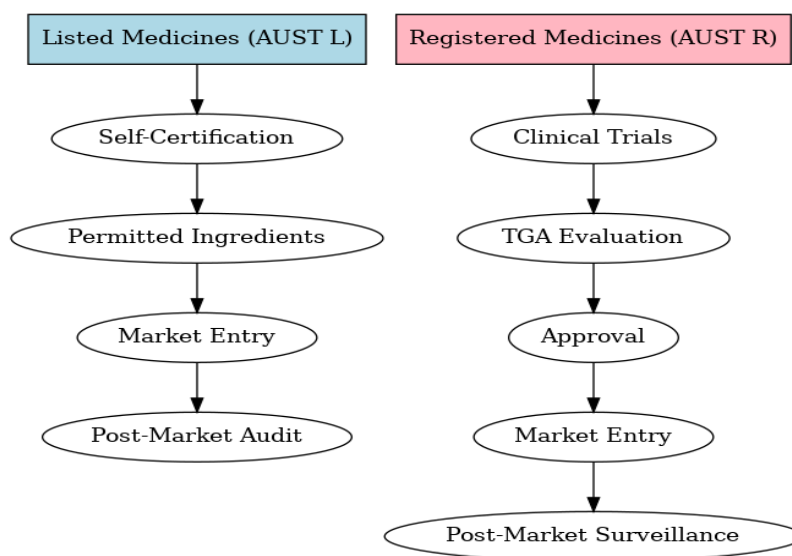 Listed Medicines (AUST L)
Self-Certification
Permitted Ingredients
Market Entry
Post-Market Audit
Registered Medicines (AUST R)
Clinical Trials
TGA Evaluation
Approval
Market Entry
Post-Market Surveillance